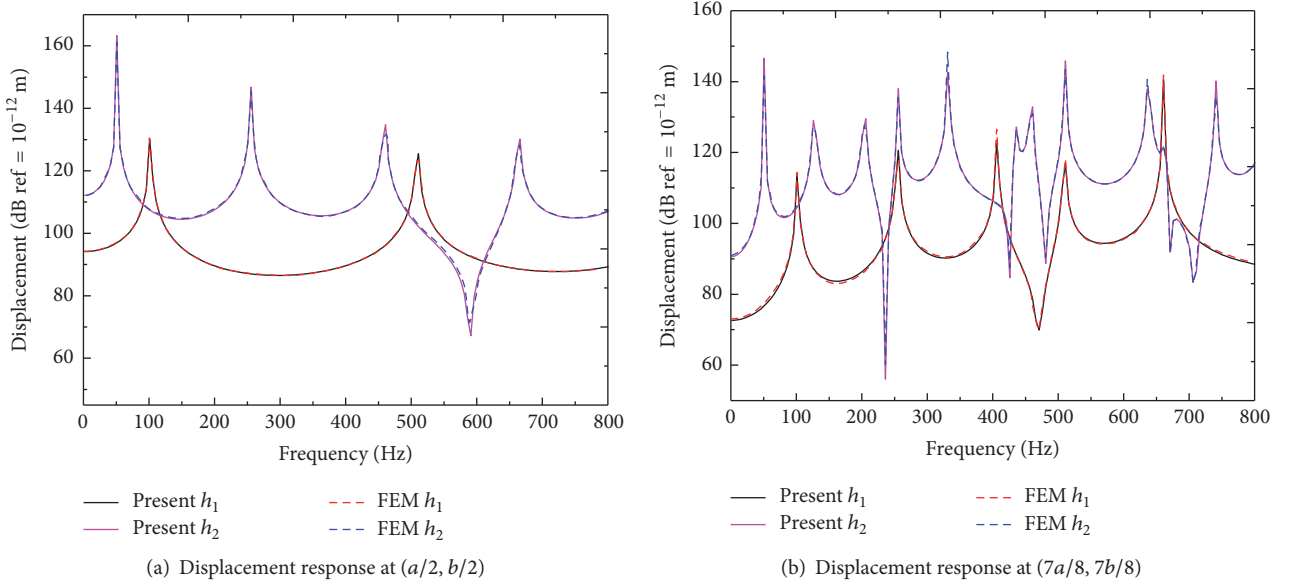 160
140
120
100
80
60
Displacement (dB ref = 10⁻¹² m)
0 100 200 300 400 500 600 700 800
Frequency (Hz)
Present h₁
FEM h₁
Present h₂
FEM h₂
(a) Displacement response at (a/2, b/2)
160
140
120
100
80
60
Displacement (dB ref = 10⁻¹² m)
0 100 200 300 400 500 600 700 800
Frequency (Hz)
Present h₁
FEM h₁
Present h₂
FEM h₂
(b) Displacement response at (7a/8, 7b/8)